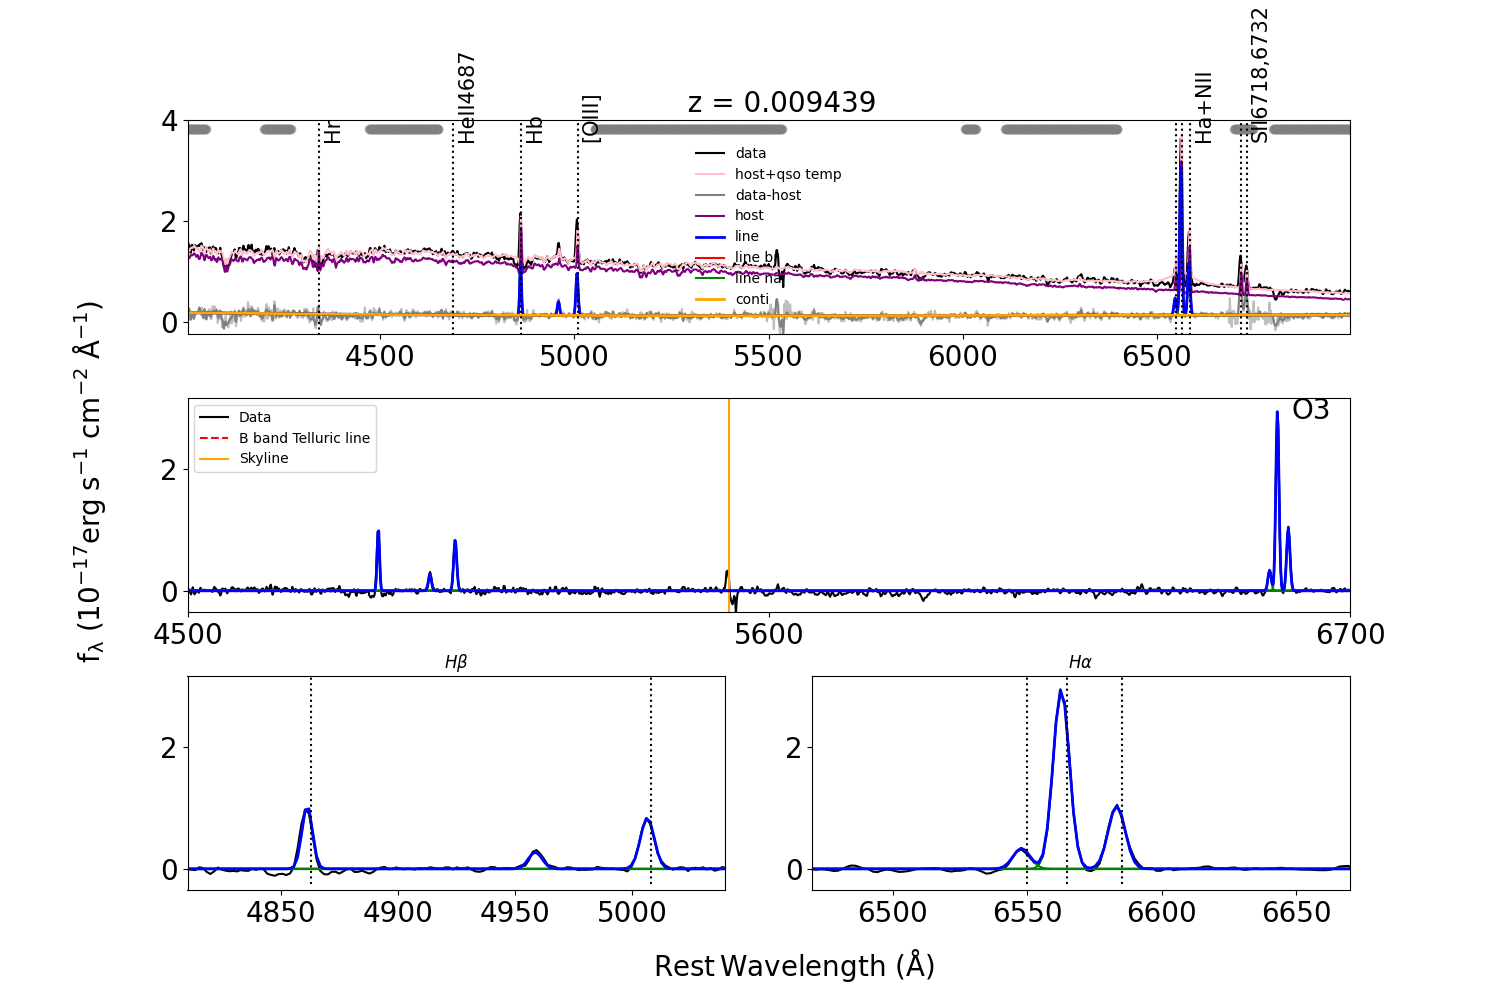 z = 0.009439
Hr
HeII4687
Hb
[OIII]
Ha+NII
SII6718,6732
4
2
0
data
host+qso temp
data-host
host
line
line b
line na
conti
4500 5000 5500 6000 6500
fλ (10⁻¹⁷erg s⁻¹ cm⁻² Å⁻¹)
Data
B band Telluric line
Skyline
O3
2
0
4500 5600 6700
Hβ
2
0
4850 4900 4950 5000
Hα
2
0
6500 6550 6600 6650
Rest Wavelength (Å)